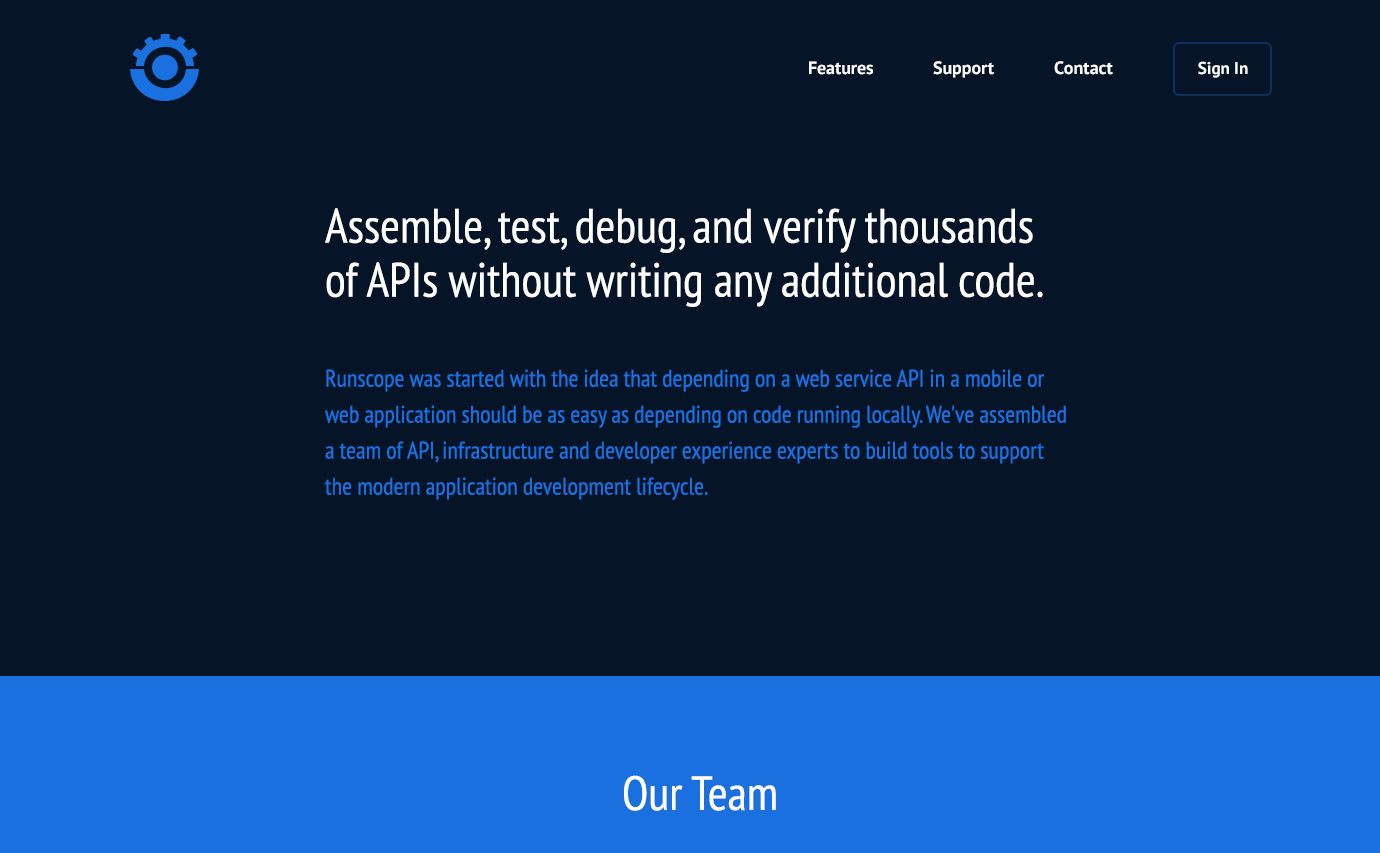 Features
Support
Contact
Sign In
Assemble, test, debug, and verify thousands
of APIs without writing any additional code.
Runscope was started with the idea that depending on a web service API in a mobile or
web application should be as easy as depending on code running locally. We've assembled
a team of API, infrastructure and developer experience experts to build tools to support
the modern application development lifecycle.
Our Team